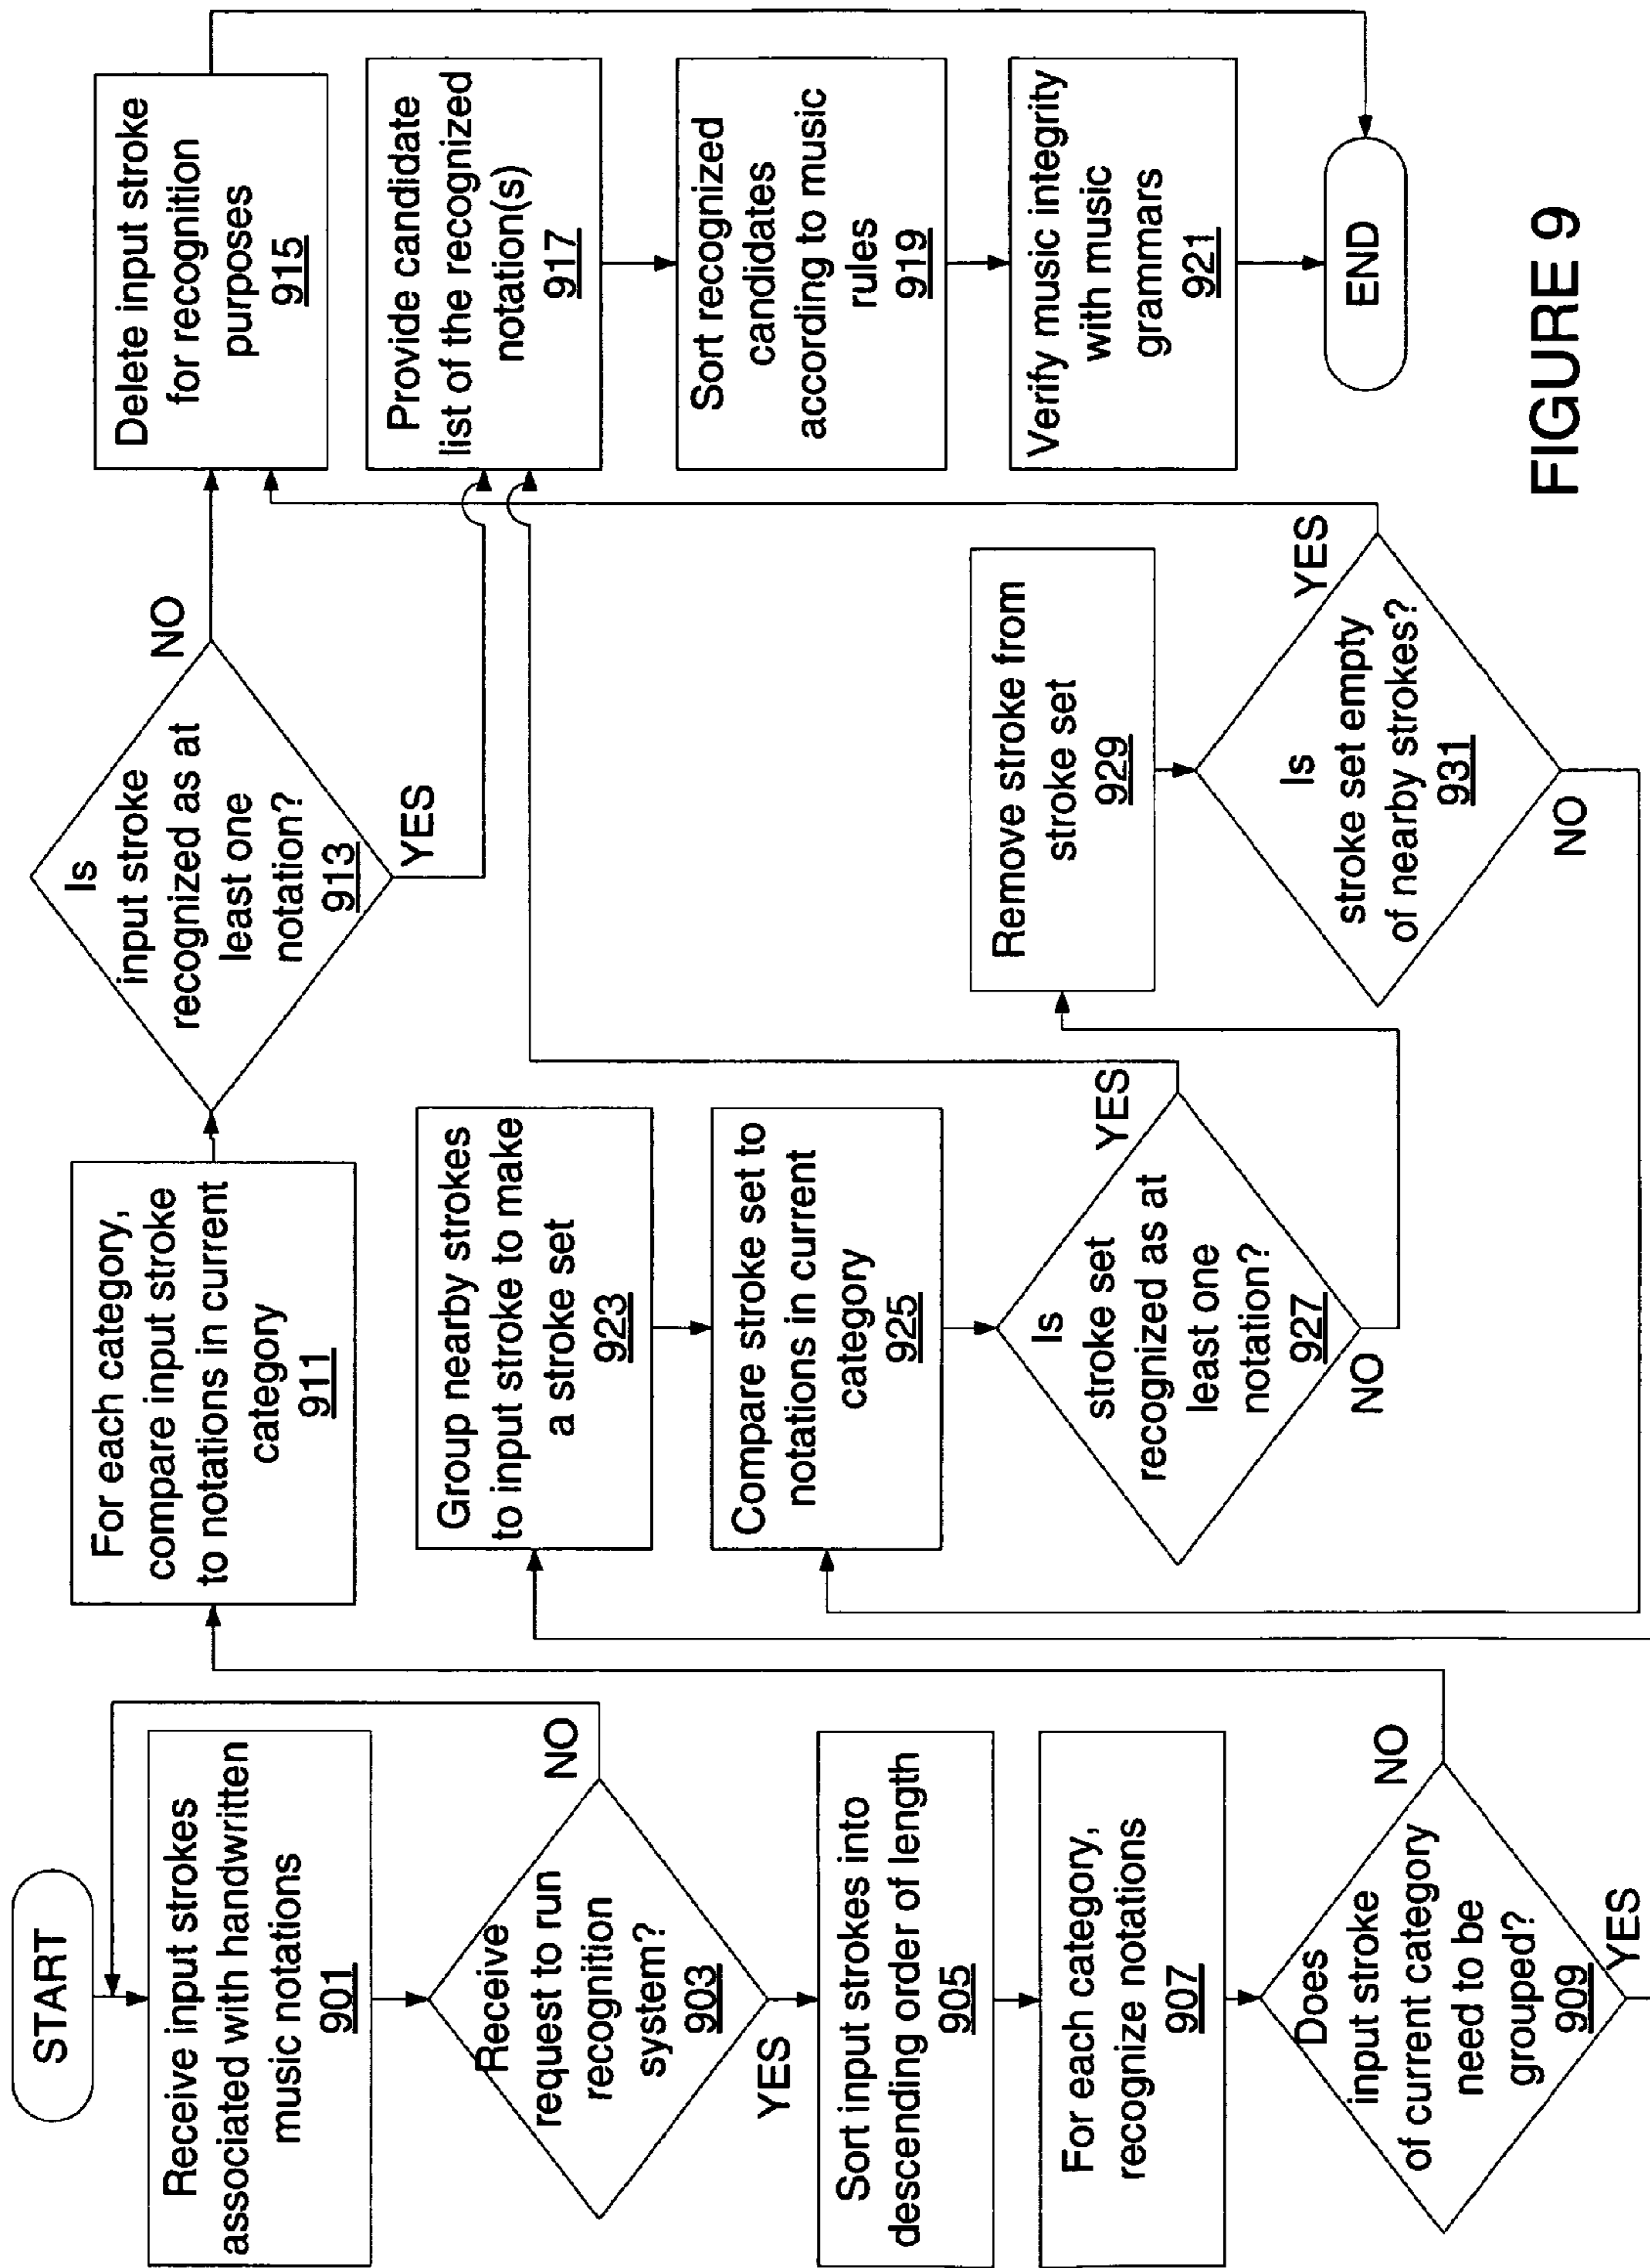 START
Receive input strokes
associated with handwritten
music notations
901
Receive
request to run
recognition
system?
903
NO
YES
Sort input strokes into
descending order of length
905
For each category,
recognize notations
907
Does
input stroke
of current category
need to be
grouped?
909
NO
YES
For each category,
compare input stroke
to notations in current
category
911
Is
input stroke
recognized as at
least one
notation?
913
NO
YES
Delete input stroke
for recognition
purposes
915
Provide candidate
list of the recognized
notation(s)
917
Sort recognized
candidates
according to music
rules
919
Verify music integrity
with music
grammars
921
END
Group nearby strokes
to input stroke to make
a stroke set
923
Compare stroke set to
notations in current
category
925
Is
stroke set
recognized as at
least one
notation?
927
YES
NO
Remove stroke from
stroke set
929
Is
stroke set empty
of nearby strokes?
931
YES
NO
FIGURE 9